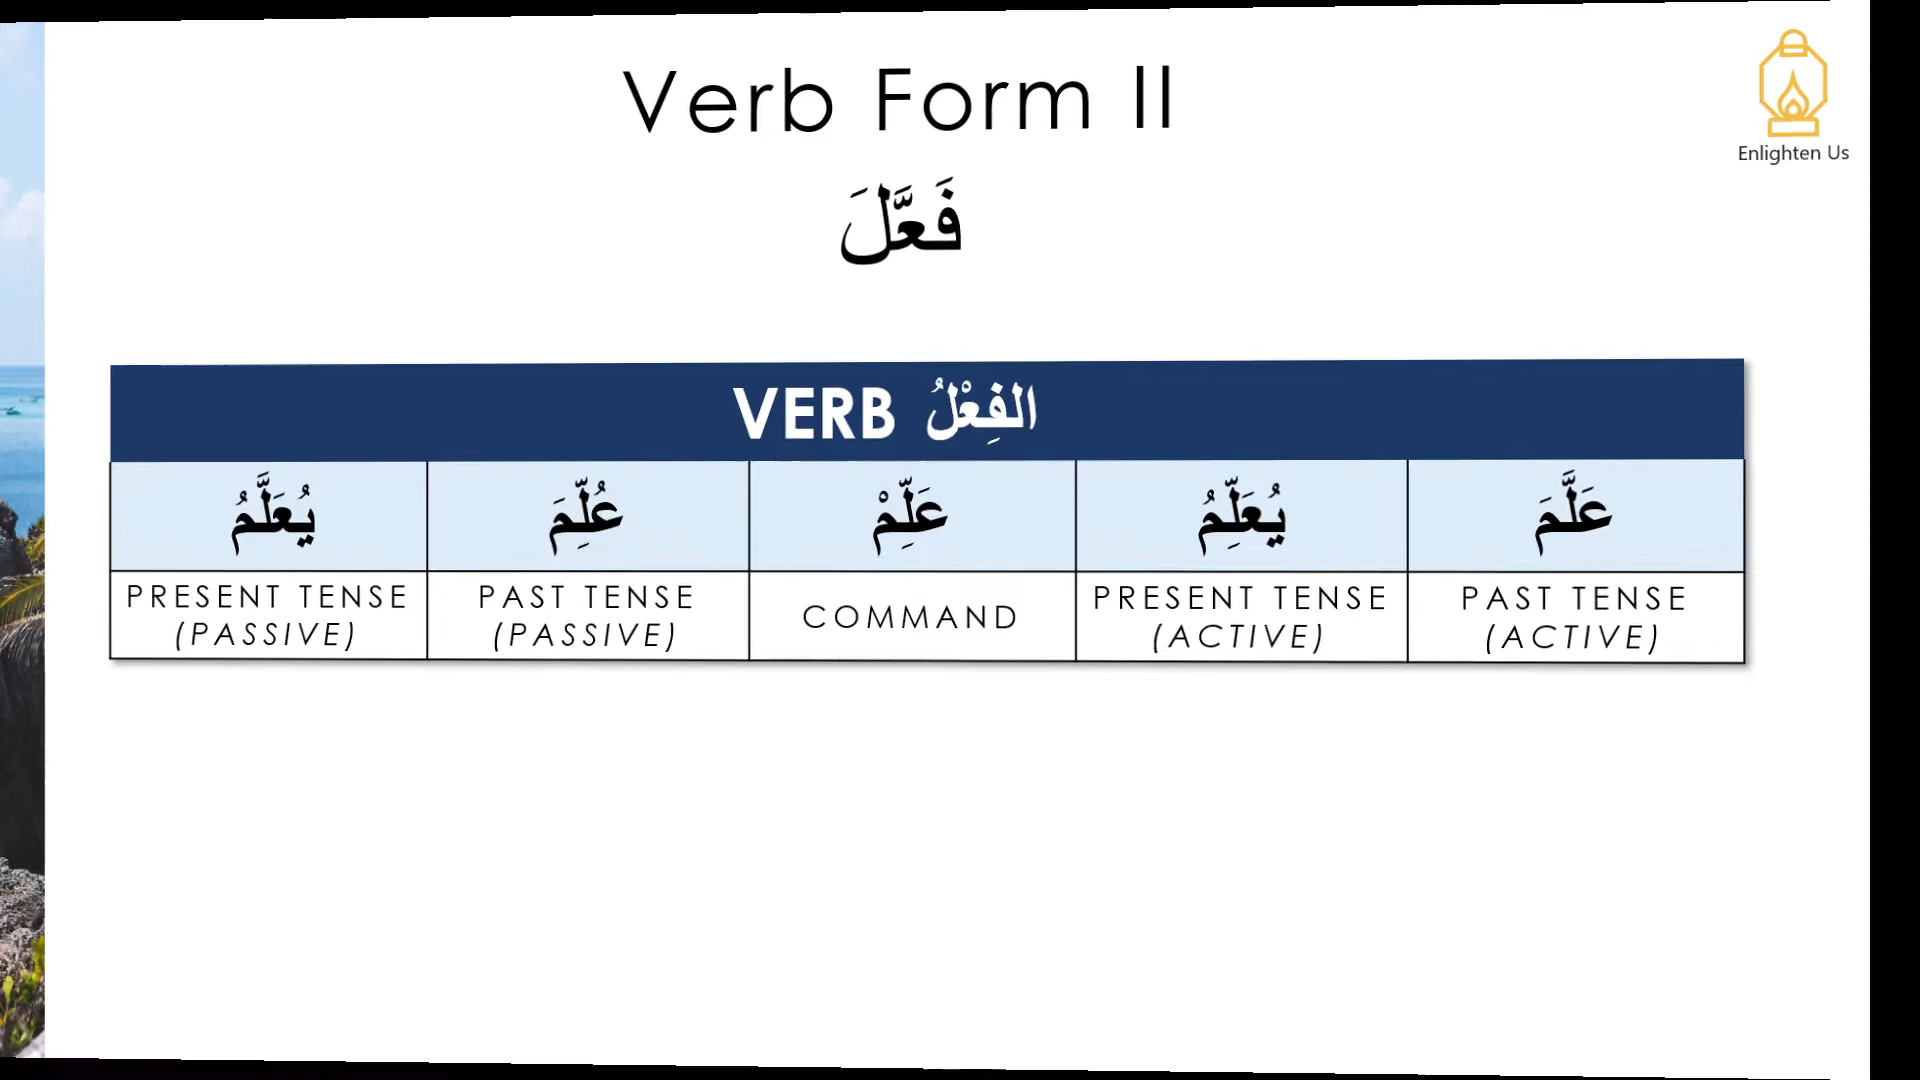 Verb Form II
Enlighten Us
فَعَّلَ
VERB الفِعْلُ
يُعَلَّمُ عُلِّمَ عَلِّمْ يُعَلِّمُ عَلَّمَ
PRESENT TENSE PAST TENSE COMMAND PRESENT TENSE PAST TENSE
(PASSIVE) (PASSIVE) (ACTIVE) (ACTIVE)